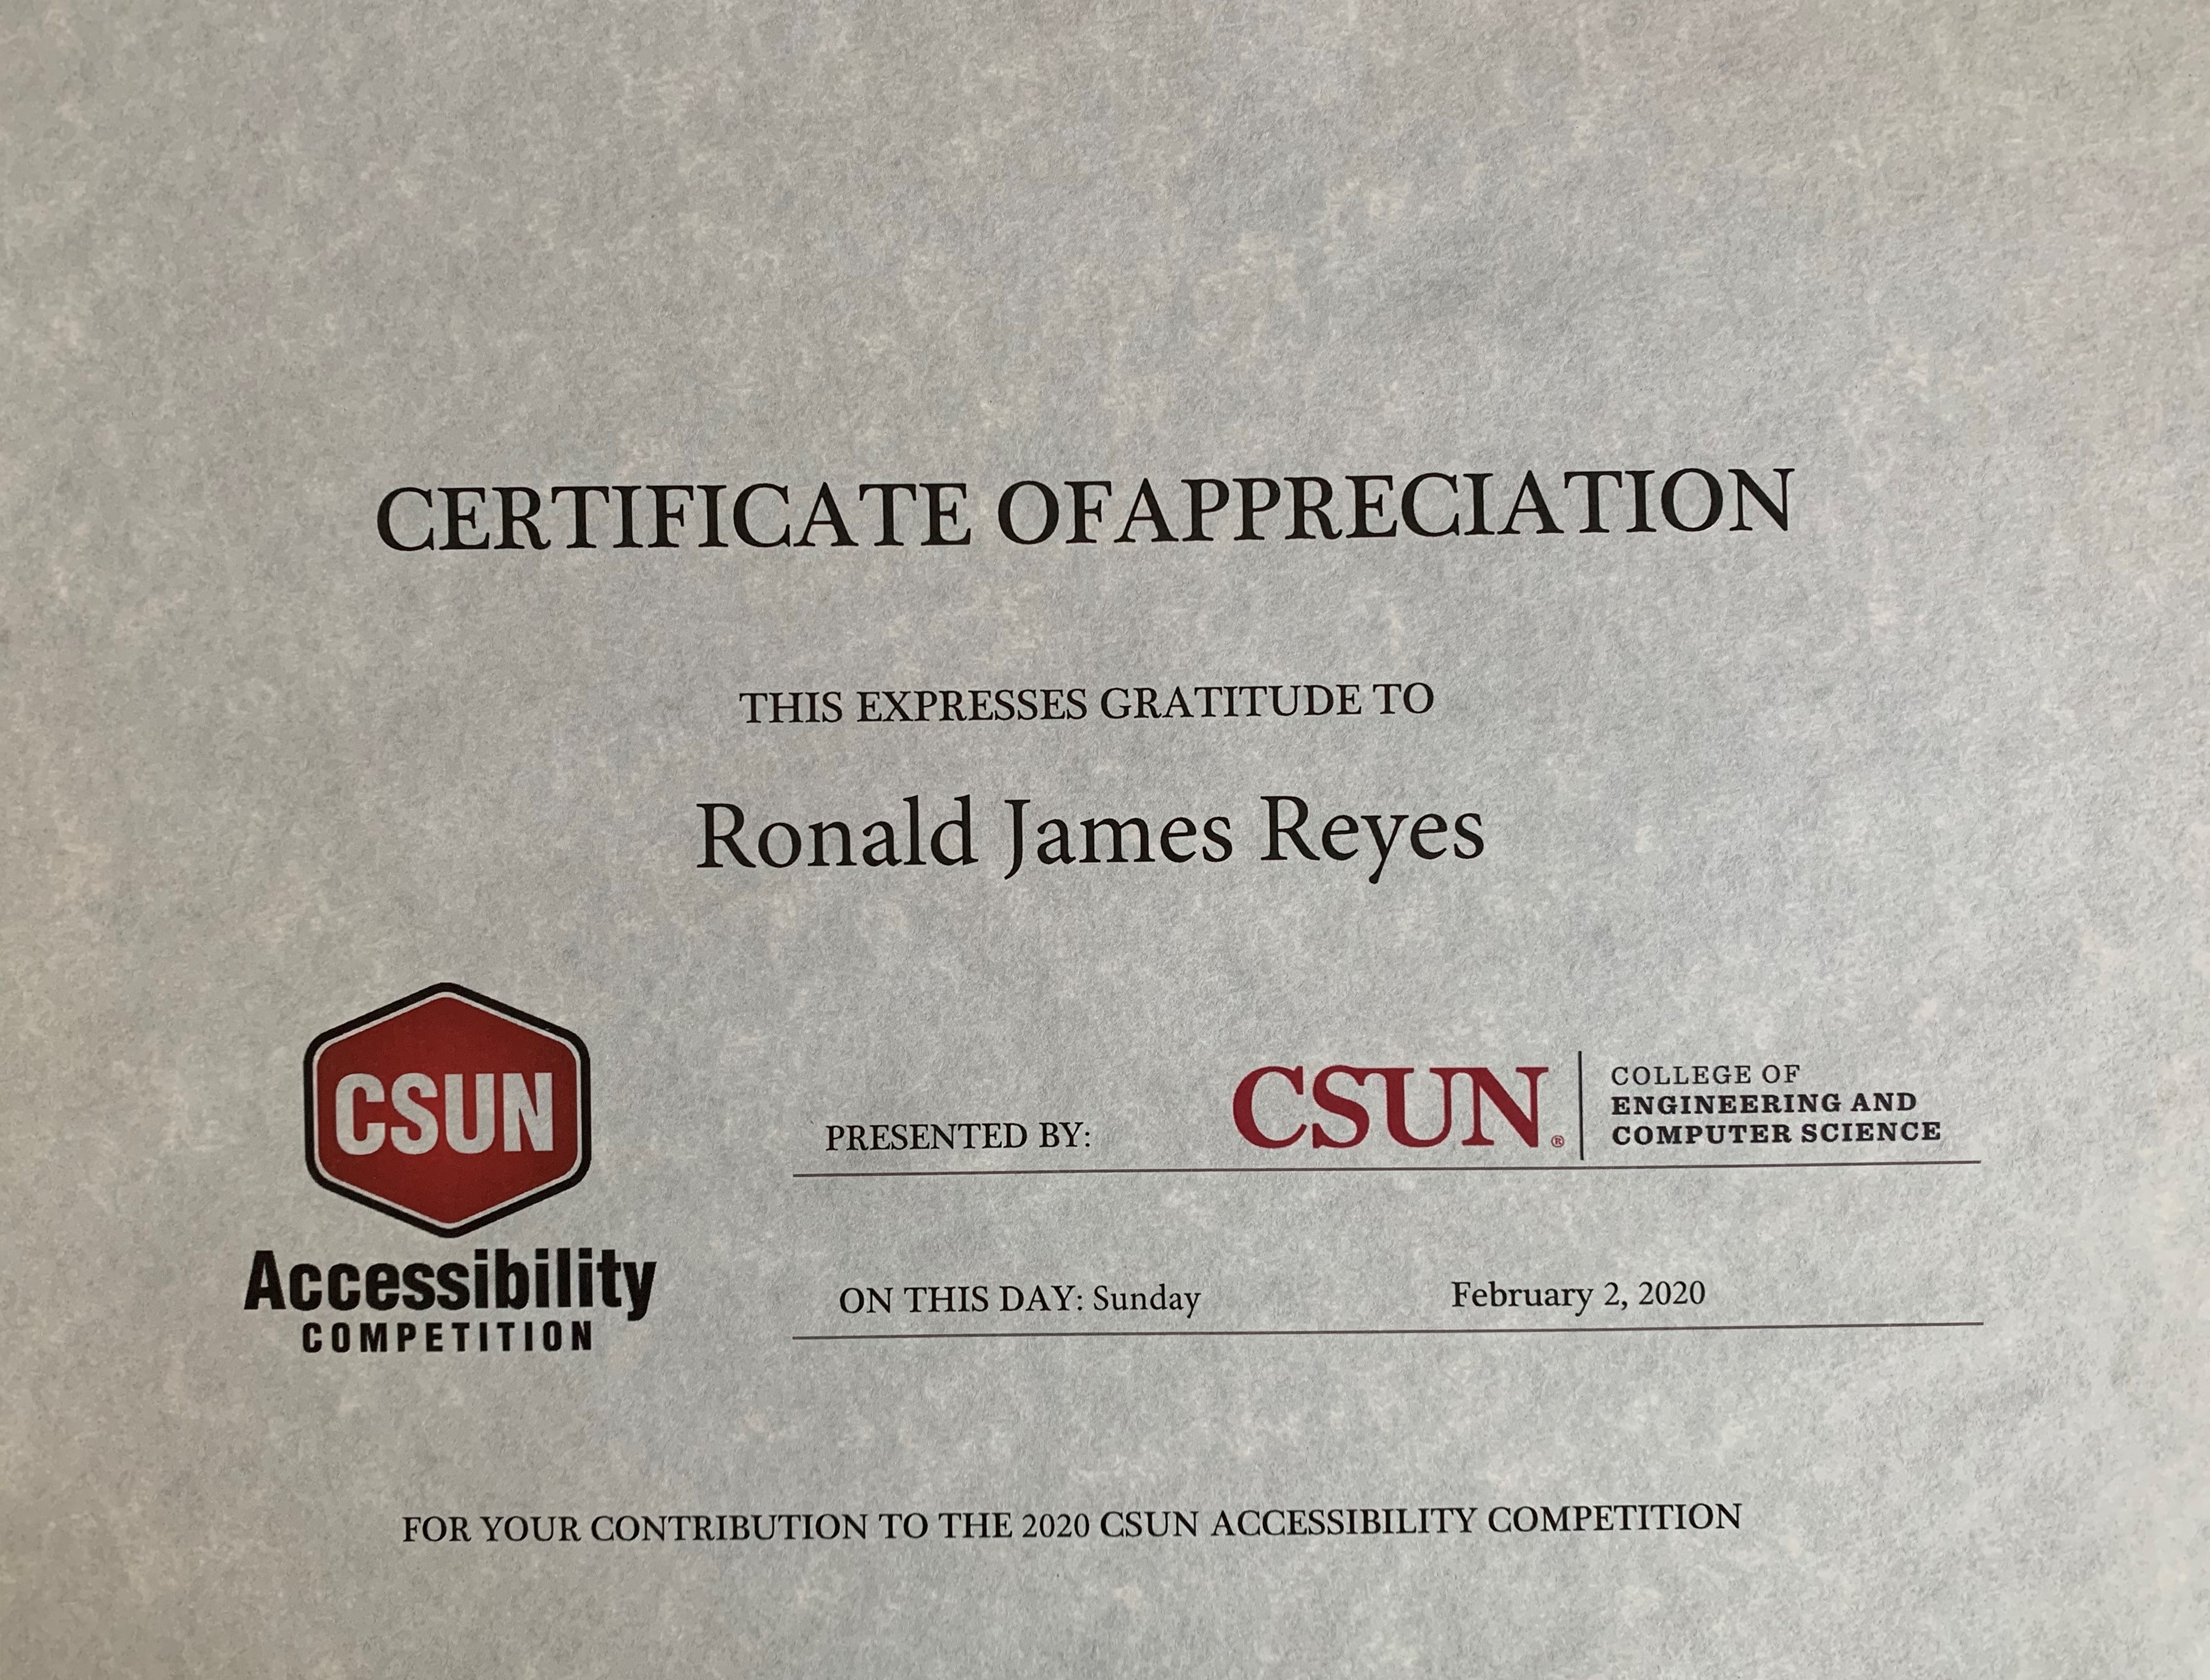 CERTIFICATE OFAPPRECIATION
THIS EXPRESSES GRATITUDE TO
Ronald James Reyes
CSUN
Accessibility
COMPETITION
PRESENTED BY:
CSUN®
COLLEGE OF
ENGINEERING AND
COMPUTER SCIENCE
ON THIS DAY: Sunday February 2, 2020
FOR YOUR CONTRIBUTION TO THE 2020 CSUN ACCESSIBILITY COMPETITION